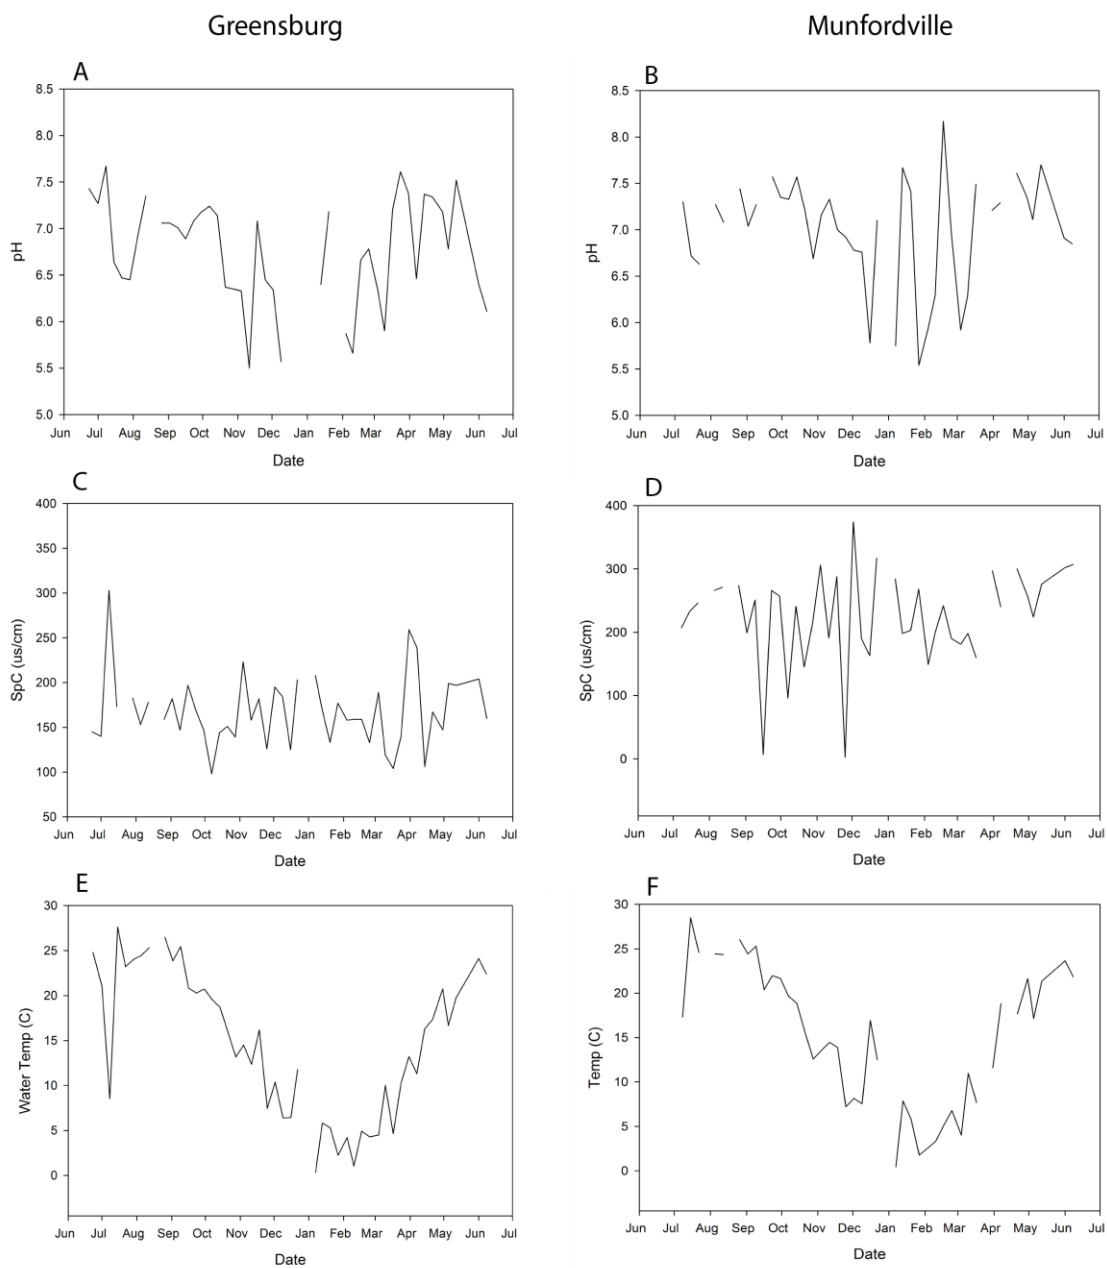 Greensburg
Munfordville
A
8.5
8.0
7.5
7.0
6.5
6.0
5.5
5.0
pH
Jun Jul Aug Sep Oct Nov Dec Jan Feb Mar Apr May Jun Jul
Date
B
8.5
8.0
7.5
7.0
6.5
6.0
5.5
5.0
pH
Jun Jul Aug Sep Oct Nov Dec Jan Feb Mar Apr May Jun Jul
Date
C
400
350
300
250
200
150
100
50
SpC (us/cm)
Jun Jul Aug Sep Oct Nov Dec Jan Feb Mar Apr May Jun Jul
Date
D
400
300
200
100
0
SpC (us/cm)
Jun Jul Aug Sep Oct Nov Dec Jan Feb Mar Apr May Jun Jul
Date
E
30
25
20
15
10
5
0
Water Temp (C)
Jun Jul Aug Sep Oct Nov Dec Jan Feb Mar Apr May Jun Jul
Date
F
30
25
20
15
10
5
0
Temp (C)
Jun Jul Aug Sep Oct Nov Dec Jan Feb Mar Apr May Jun Jul
Date